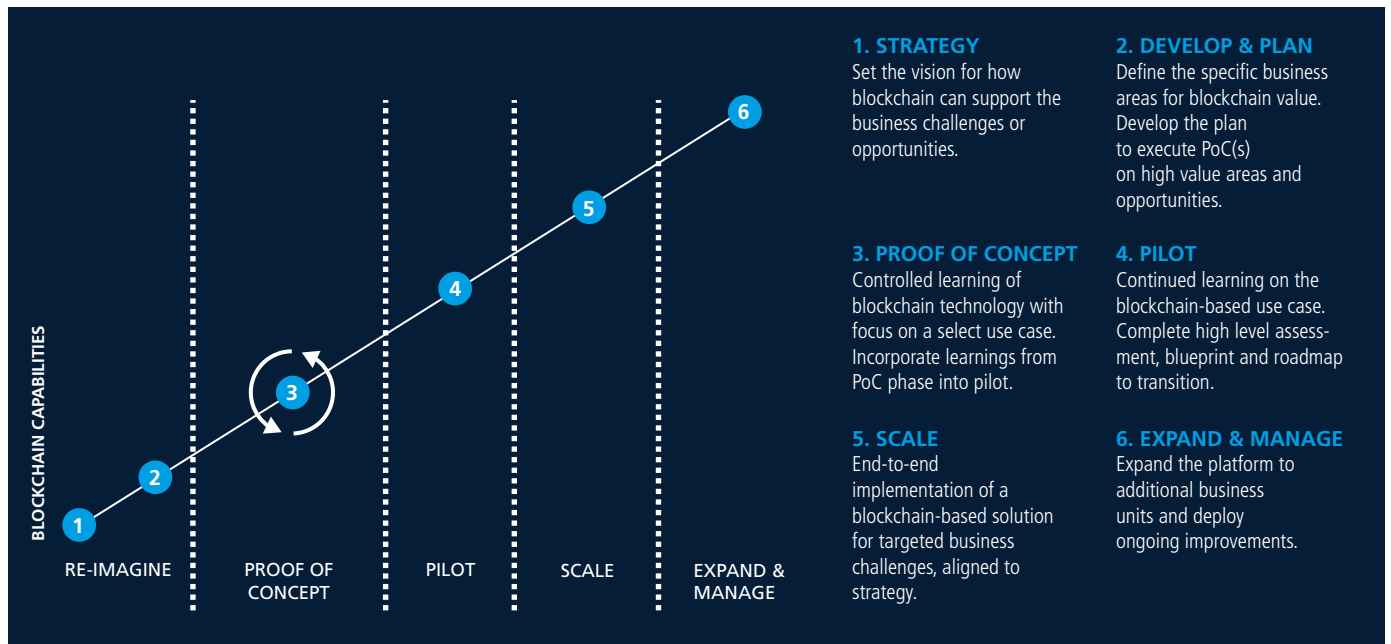 BLOCKCHAIN CAPABILITIES
1
2
3
4
5
6
RE-IMAGINE
PROOF OF
CONCEPT
PILOT
SCALE
EXPAND &
MANAGE
1. STRATEGY
Set the vision for how
blockchain can support the
business challenges or
opportunities.
2. DEVELOP & PLAN
Define the specific business
areas for blockchain value.
Develop the plan
to execute PoC(s)
on high value areas and
opportunities.
3. PROOF OF CONCEPT
Controlled learning of
blockchain technology with
focus on a select use case.
Incorporate learnings from
PoC phase into pilot.
4. PILOT
Continued learning on the
blockchain-based use case.
Complete high level assess-
ment, blueprint and roadmap
to transition.
5. SCALE
End-to-end
implementation of a
blockchain-based solution
for targeted business
challenges, aligned to
strategy.
6. EXPAND & MANAGE
Expand the platform to
additional business
units and deploy
ongoing improvements.